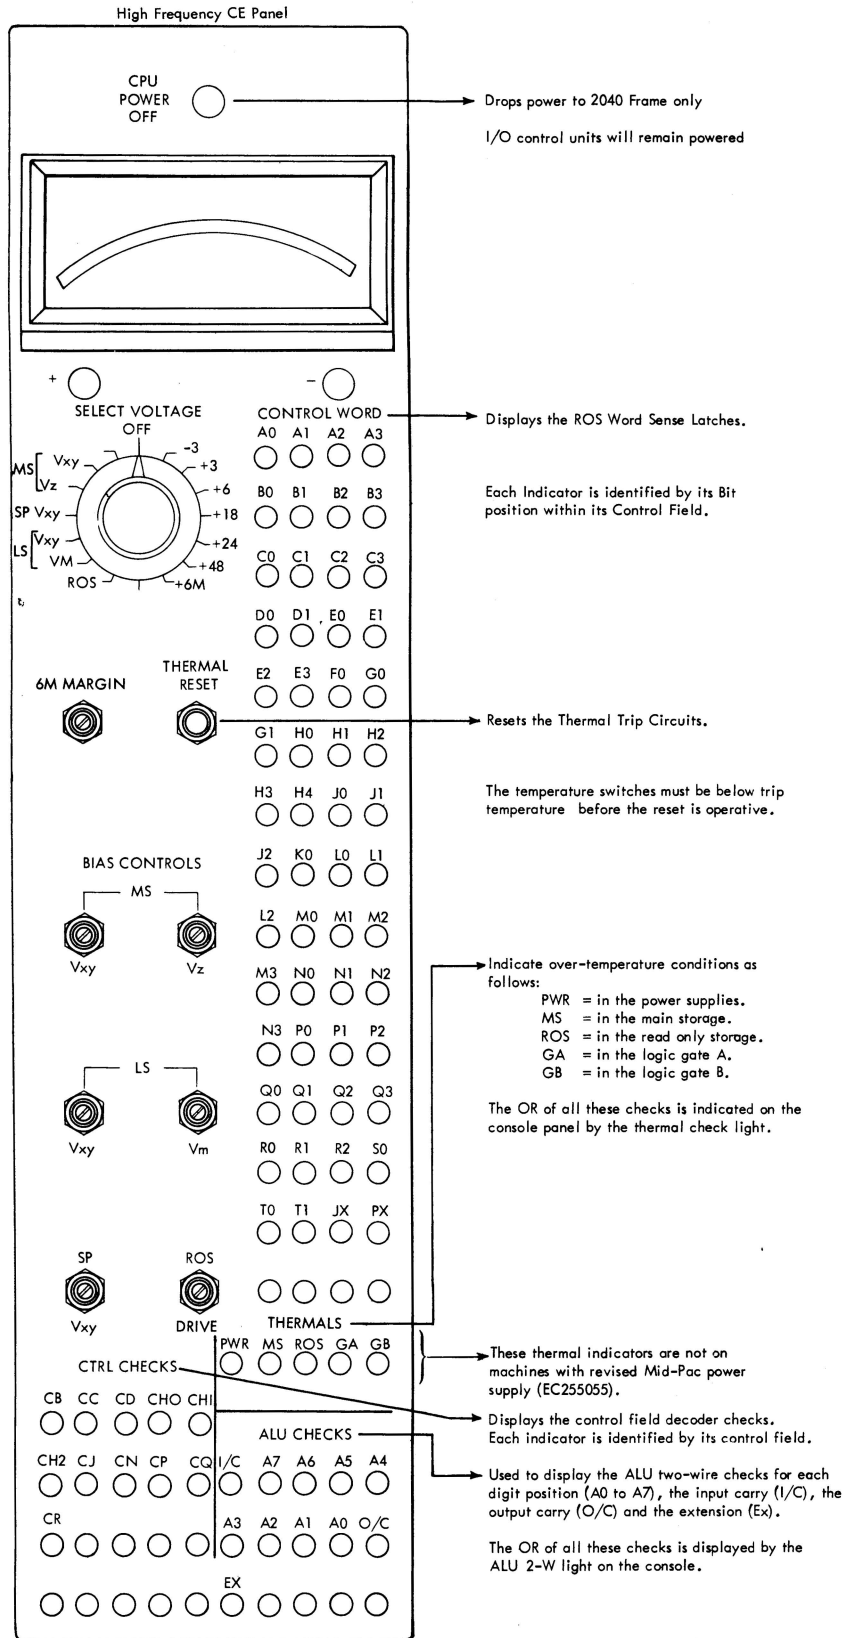 High Frequency CE Panel
CPU
POWER
OFF
Drops power to 2040 Frame only
I/O control units will remain powered
+
-
SELECT VOLTAGE
OFF
-3
+3
+6
+18
+24
+48
+6M
ROS
VM
Vxy
LS
SP Vxy
Vz
Vxy
MS
CONTROL WORD
Displays the ROS Word Sense Latches.
A0 A1 A2 A3
Each Indicator is identified by its Bit
position within its Control Field.
B0 B1 B2 B3
C0 C1 C2 C3
D0 D1 E0 E1
E2 E3 F0 G0
G1 H0 H1 H2
H3 H4 J0 J1
J2 K0 L0 L1
L2 M0 M1 M2
M3 N0 N1 N2
N3 P0 P1 P2
Q0 Q1 Q2 Q3
R0 R1 R2 S0
T0 T1 JX PX
6M MARGIN
THERMAL
RESET
Resets the Thermal Trip Circuits.
The temperature switches must be below trip
temperature before the reset is operative.
BIAS CONTROLS
MS
Vxy Vz
LS
Vxy Vm
SP ROS
Vxy DRIVE
THERMALS
Indicate over-temperature conditions as
follows:
PWR = in the power supplies.
MS = in the main storage.
ROS = in the read only storage.
GA = in the logic gate A.
GB = in the logic gate B.
The OR of all these checks is indicated on the
console panel by the thermal check light.
PWR MS ROS GA GB
These thermal indicators are not on
machines with revised Mid-Pac power
supply (EC255055).
CTRL CHECKS
Displays the control field decoder checks.
Each indicator is identified by its control field.
CB CC CD CHO CHI
CH2 CJ CN CP CQ
CR
ALU CHECKS
Used to display the ALU two-wire checks for each
digit position (A0 to A7), the input carry (I/C), the
output carry (O/C) and the extension (Ex).
The OR of all these checks is displayed by the
ALU 2-W light on the console.
I/C A7 A6 A5 A4
A3 A2 A1 A0 O/C
EX